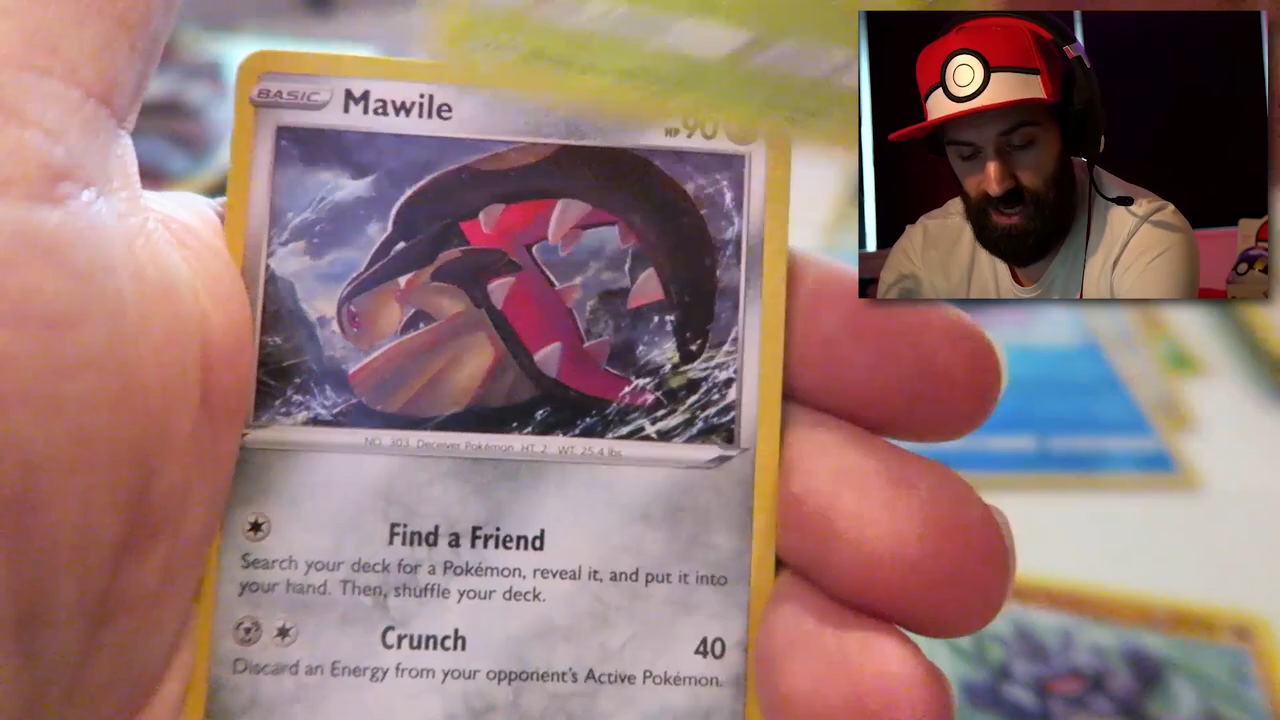 BASIC Mawile HP 90
NO. 303 Deceiver Pokémon HT. 2 WT. 25.4 lbs.
Find a Friend
Search your deck for a Pokémon, reveal it, and put it into
your hand. Then, shuffle your deck.
Crunch 40
Discard an Energy from your opponent's Active Pokémon.